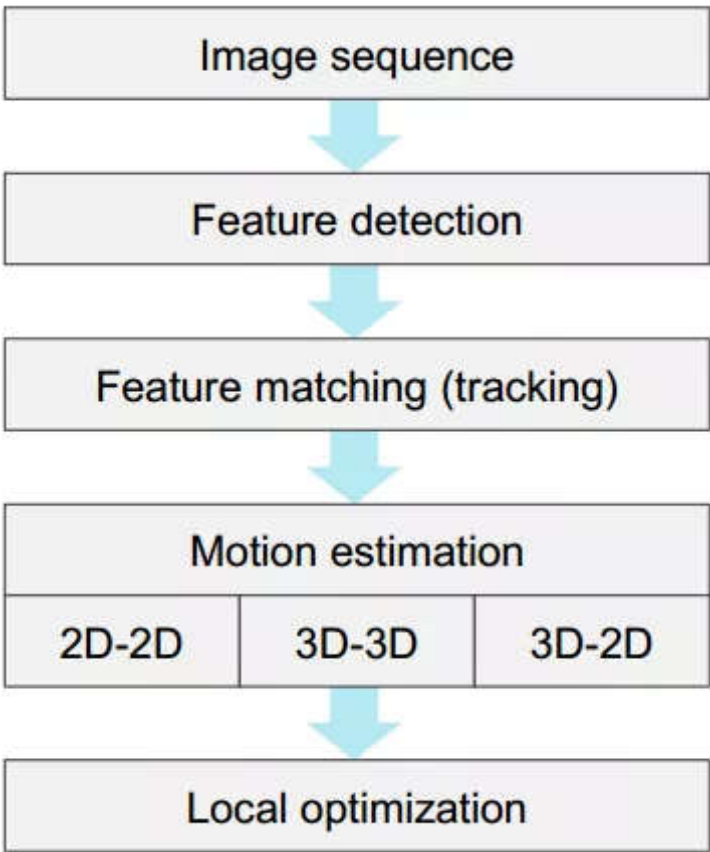 Image sequence
Feature detection
Feature matching (tracking)
Motion estimation
2D-2D 3D-3D 3D-2D
Local optimization